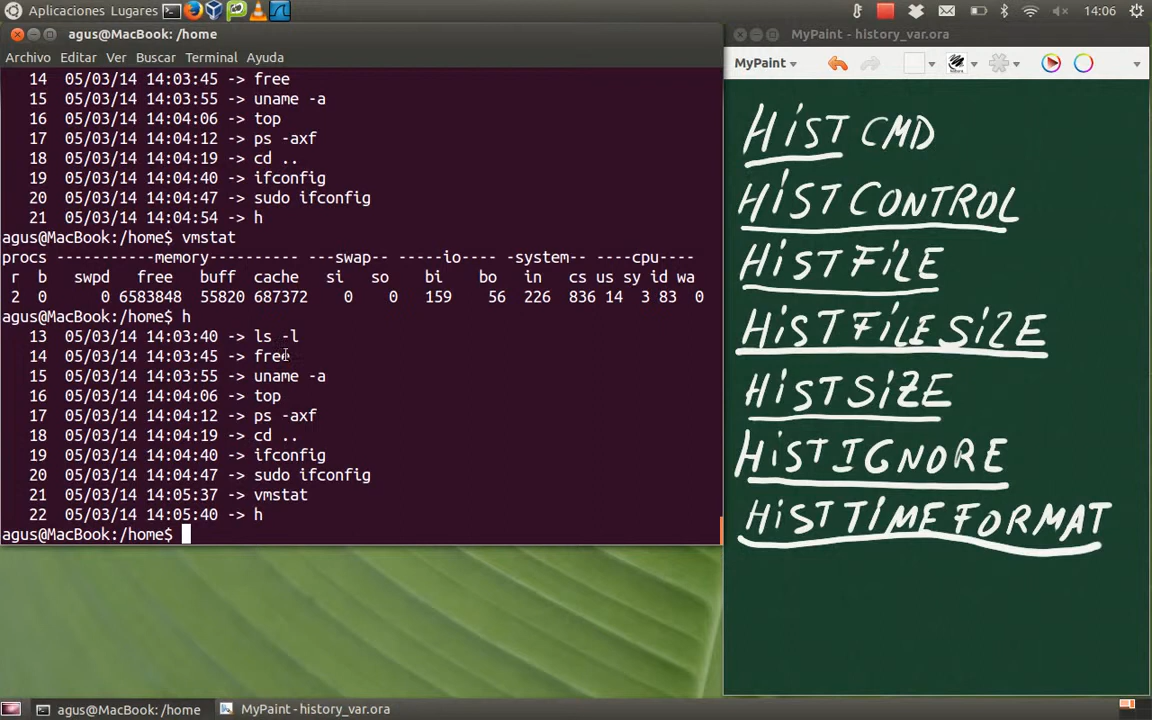 Aplicaciones Lugares 14:06
agus@MacBook: /home
Archivo Editar Ver Buscar Terminal Ayuda
14 05/03/14 14:03:45 -> free
15 05/03/14 14:03:55 -> uname -a
16 05/03/14 14:04:06 -> top
17 05/03/14 14:04:12 -> ps -axf
18 05/03/14 14:04:19 -> cd ..
19 05/03/14 14:04:40 -> ifconfig
20 05/03/14 14:04:47 -> sudo ifconfig
21 05/03/14 14:04:54 -> h
agus@MacBook:/home$ vmstat
procs -----------memory---------- ---swap-- -----io---- -system-- ----cpu----
r b swpd free buff cache si so bi bo in cs us sy id wa
2 0 0 6583848 55820 687372 0 0 159 56 226 836 14 3 83 0
agus@MacBook:/home$ h
13 05/03/14 14:03:40 -> ls -l
14 05/03/14 14:03:45 -> free
15 05/03/14 14:03:55 -> uname -a
16 05/03/14 14:04:06 -> top
17 05/03/14 14:04:12 -> ps -axf
18 05/03/14 14:04:19 -> cd ..
19 05/03/14 14:04:40 -> ifconfig
20 05/03/14 14:04:47 -> sudo ifconfig
21 05/03/14 14:05:37 -> vmstat
22 05/03/14 14:05:40 -> h
agus@MacBook:/home$
MyPaint - history_var.ora
MyPaint
HiST CMD
HiSTCONTROL
HiSTFiLE
HiSTFiLESiZE
HiSTSiZE
HiSTIGNORE
HiSTTiMEFORMAT
agus@MacBook: /home MyPaint - history_var.ora